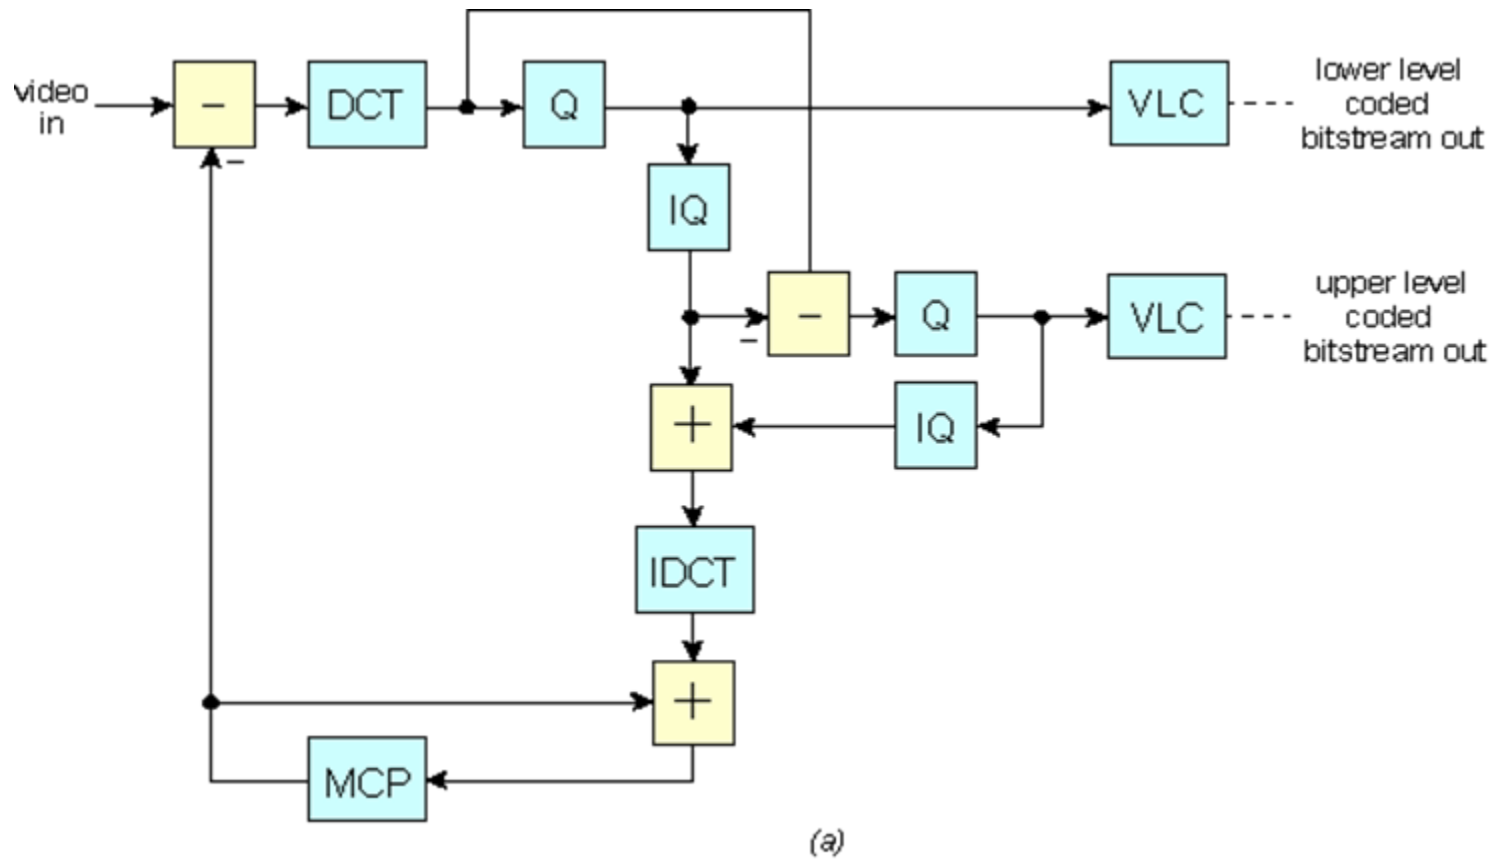 video
in
−
DCT
Q
VLC
lower level
coded
bitstream out
−
IQ
−
Q
VLC
upper level
coded
bitstream out
−
+
IQ
IDCT
+
MCP
(a)